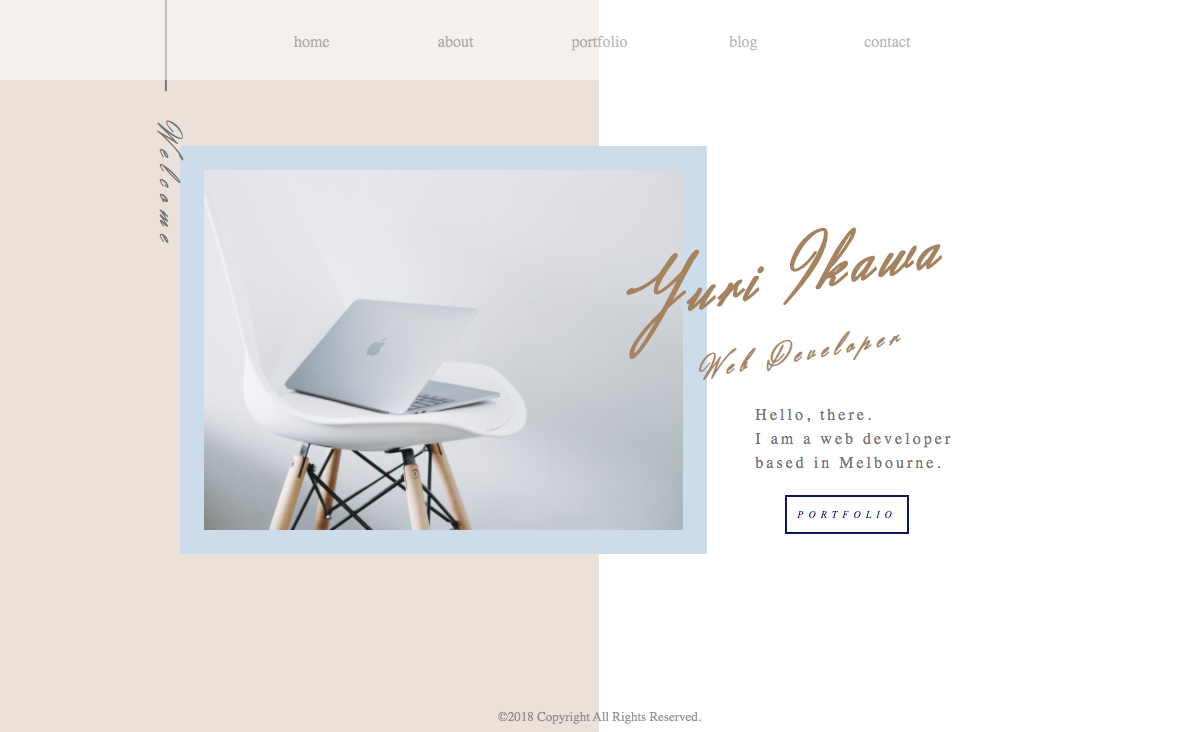 home about portfolio blog contact
Welcome
Yuri Ikawa
Web Developer
Hello, there.
I am a web developer
based in Melbourne.
PORTFOLIO
©2018 Copyright All Rights Reserved.